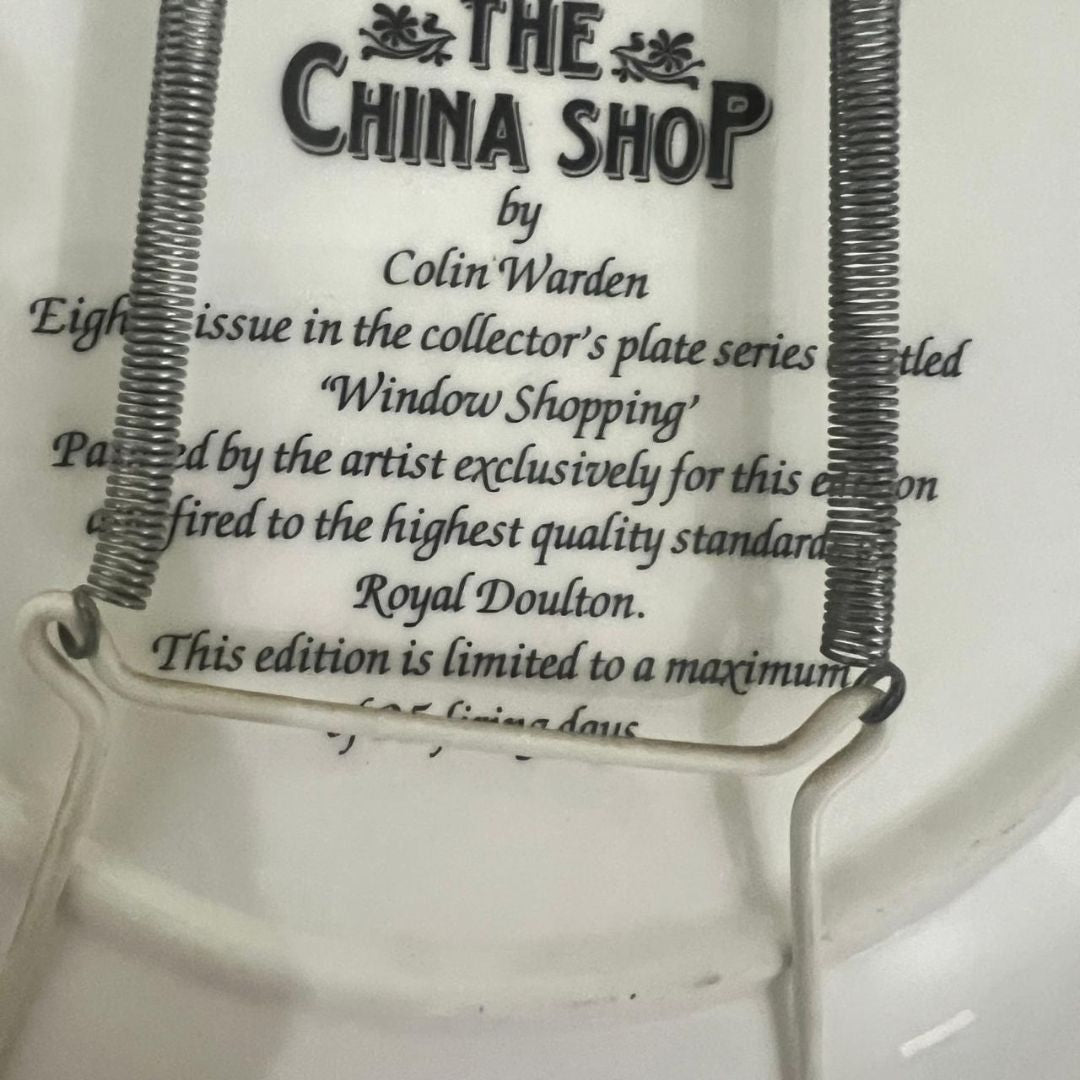 THE
CHINA SHOP
by
Colin Warden
issue in the collector's plate series
“Window Shopping’
by the artist exclusively for this
fired to the highest quality
Royal Doulton.
This edition is limited to a maximum
days